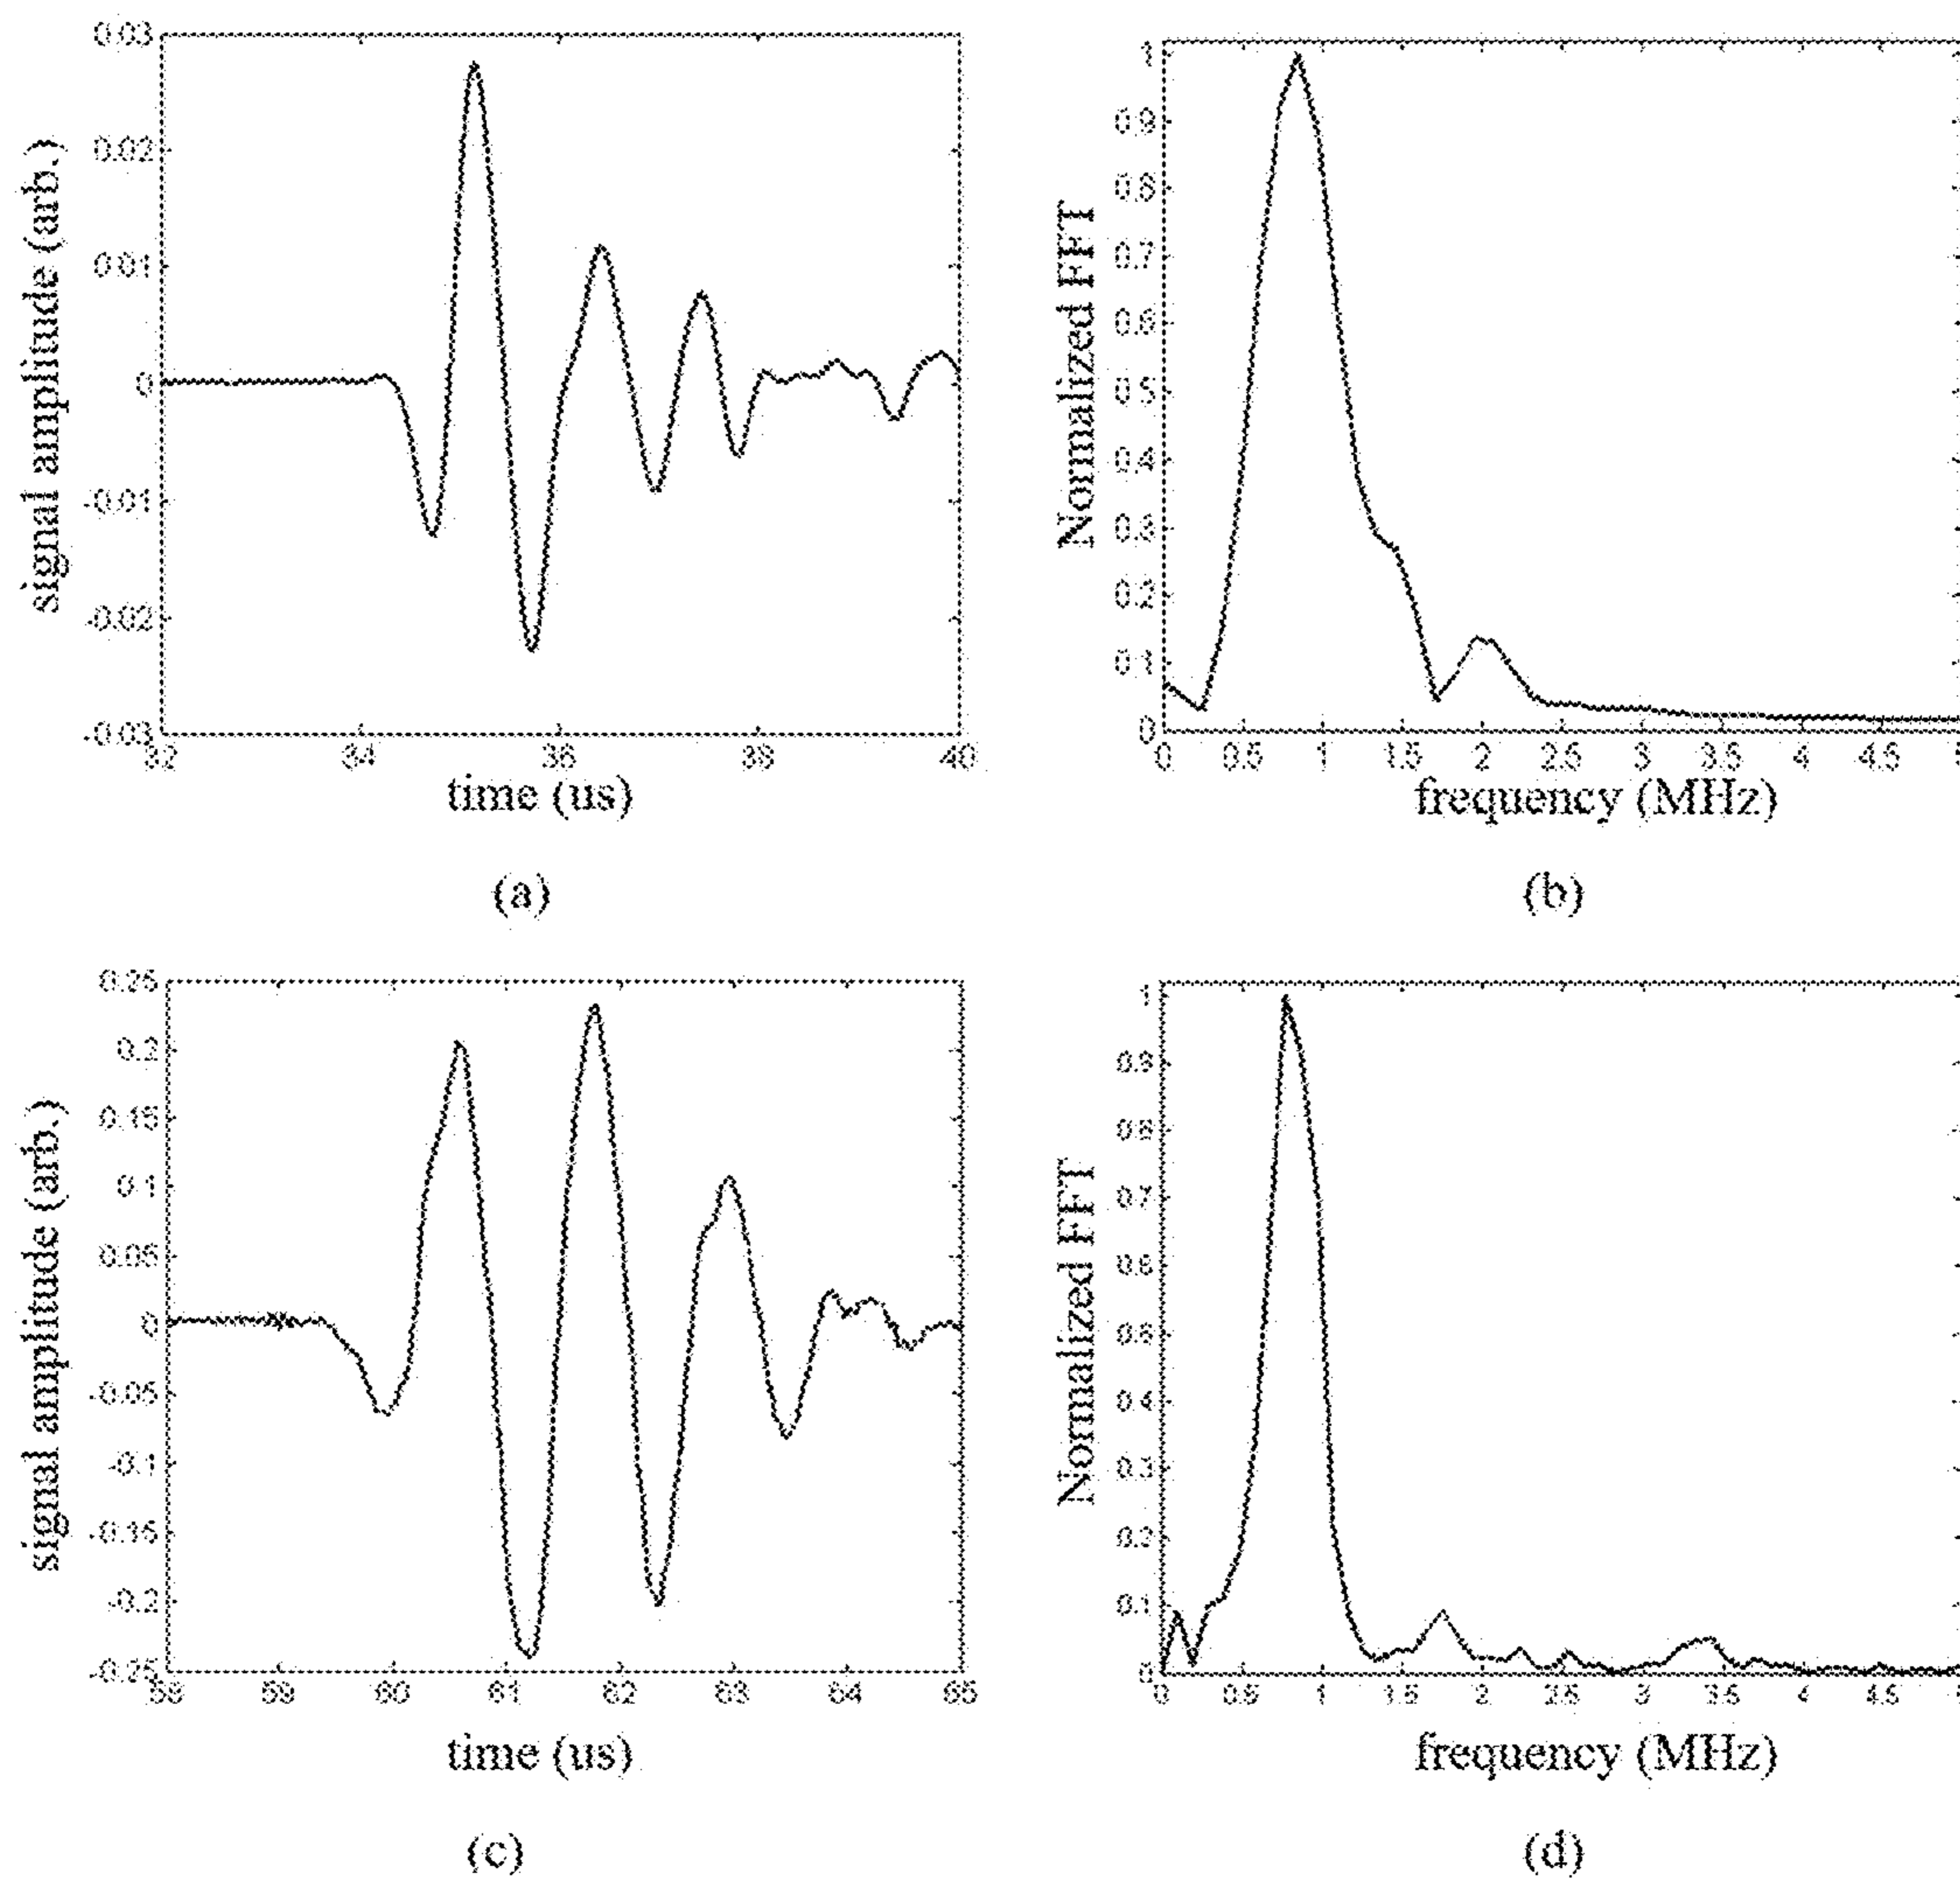 0.03
0.02
0.01
0
-0.01
-0.02
-0.03
signal amplitude (arb.)
32 34 36 38 40
time (us)
(a)
1
0.9
0.8
0.7
0.6
0.5
0.4
0.3
0.2
0.1
0
Normalized FFT
0 0.5 1 1.5 2 2.5 3 3.5 4 4.5
frequency (MHz)
(b)
0.25
0.2
0.15
0.1
0.05
0
-0.05
-0.1
-0.15
-0.2
-0.25
signal amplitude (arb.)
58 59 60 61 62 63 64 65
time (us)
(c)
1
0.9
0.8
0.7
0.6
0.4
0.3
0.2
0.1
0
Normalized FFT
0 0.5 1 1.5 2 2.5 3 3.5 4 4.5
frequency (MHz)
(d)